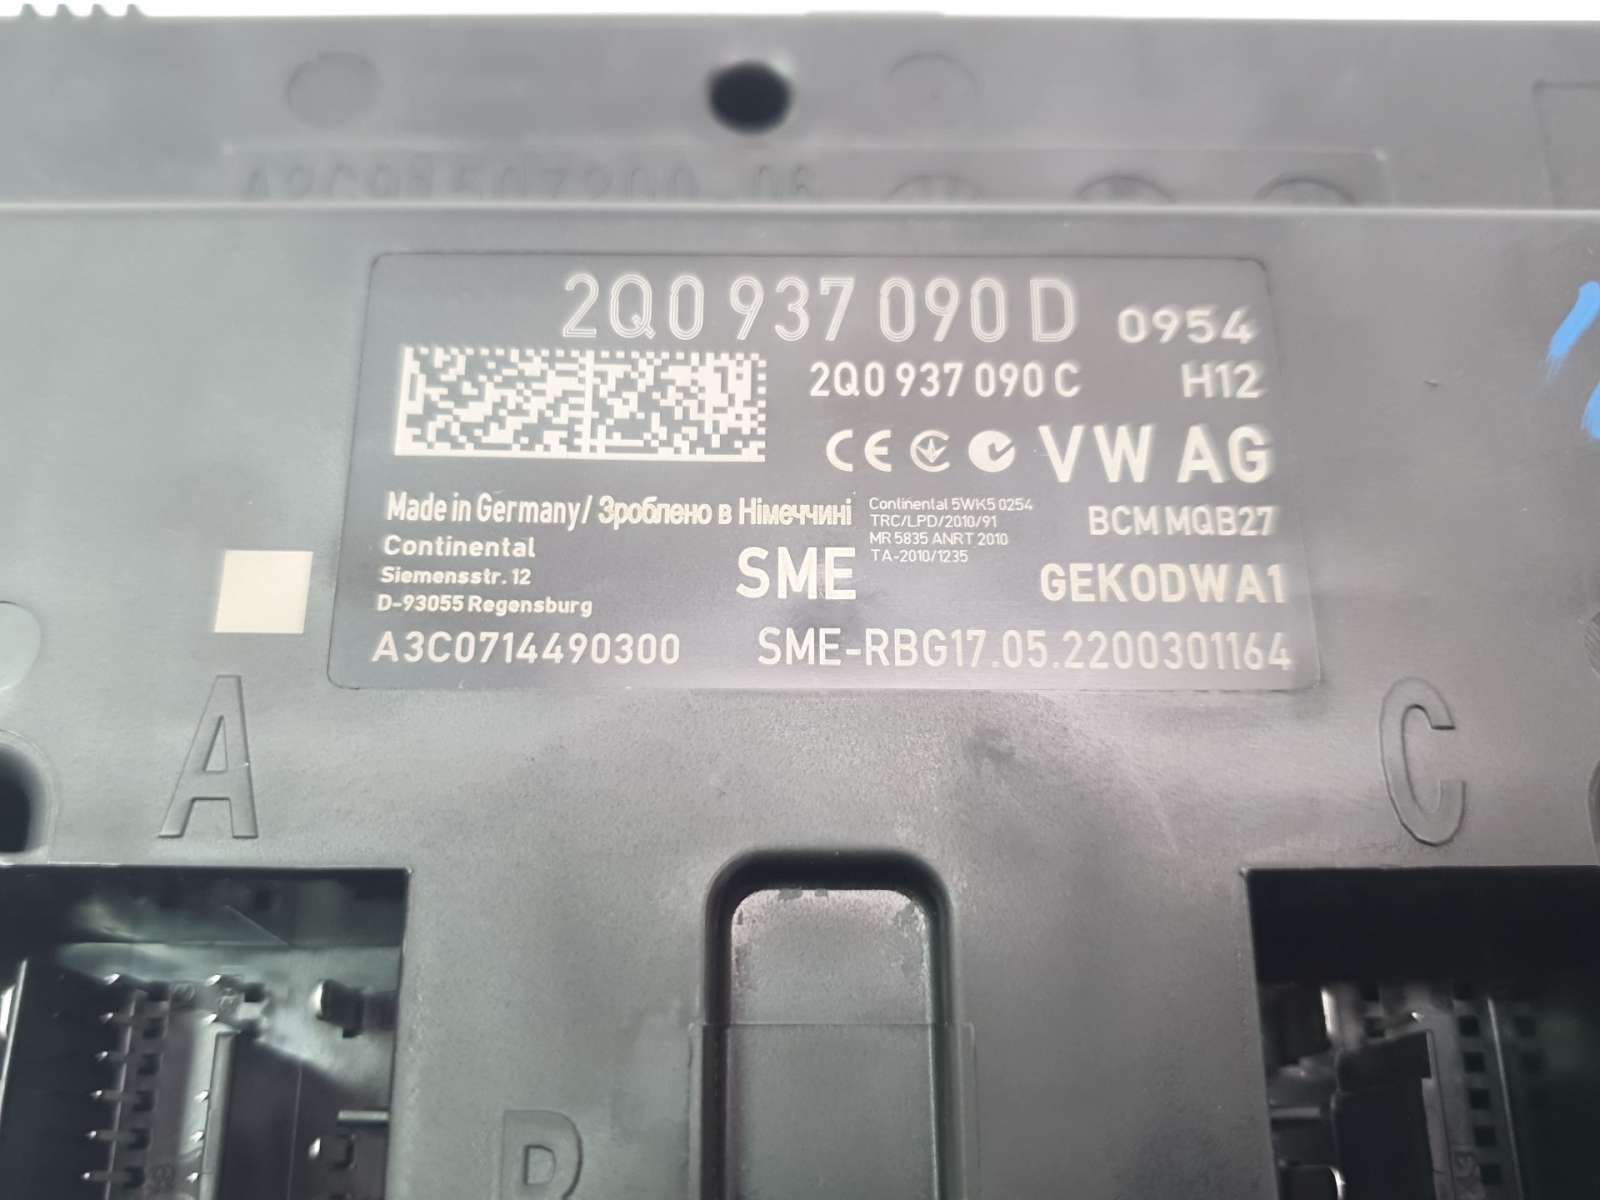 2Q0 937 090 D 0954
2Q0 937 090 C H12
CE VW AG
Made in Germany/ Зроблено в Німеччині
Continental 5WK5 0254
TRC/LPD/2010/91
MR 5835 ANRT 2010
TA-2010/1235
BCM MQB27
Continental
Siemensstr. 12
D-93055 Regensburg
SME
GEK0DWA1
A3C0714490300 SME-RBG17.05.2200301164
A
C
B